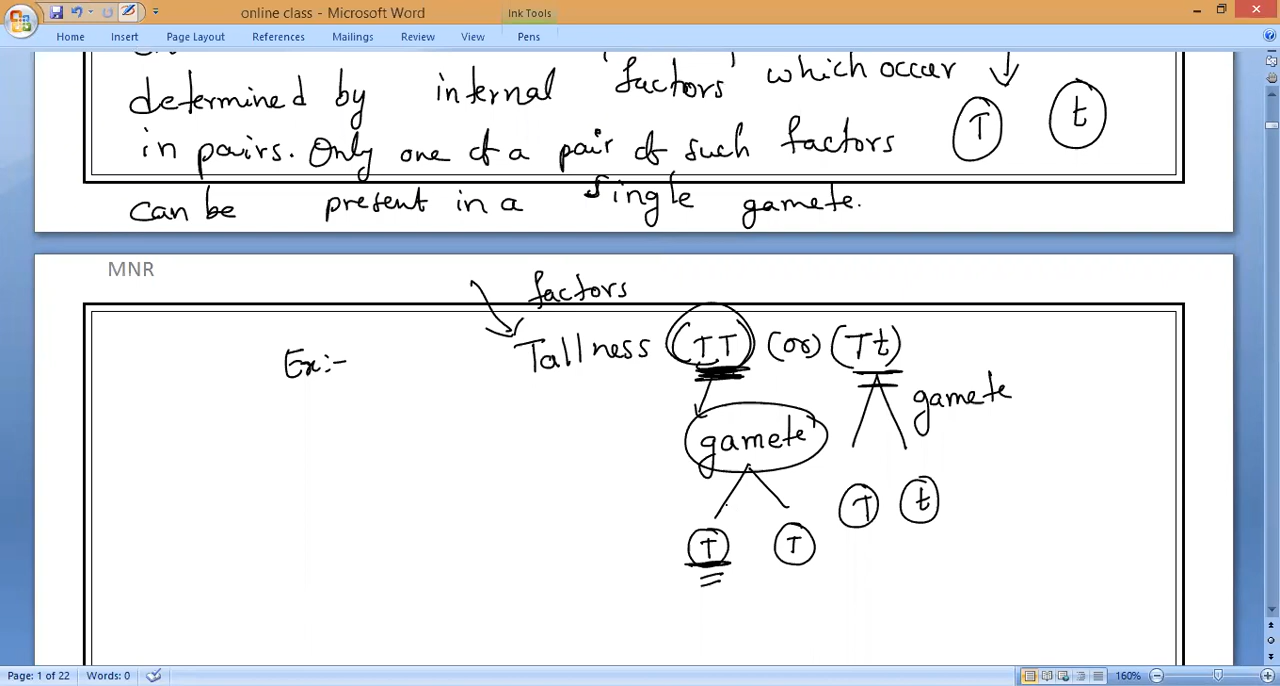 online class - Microsoft Word
Ink Tools
Home Insert Page Layout References Mailings Review View Pens
determined by internal 'factors' which occur
T t
in pairs. Only one of a pair of such factors
can be present in a single gamete.
MNR
factors
Ex:- Tallness (TT) (or) (Tt)
gamete
gamete
T t
T T
Page: 1 of 22 Words: 0 160%